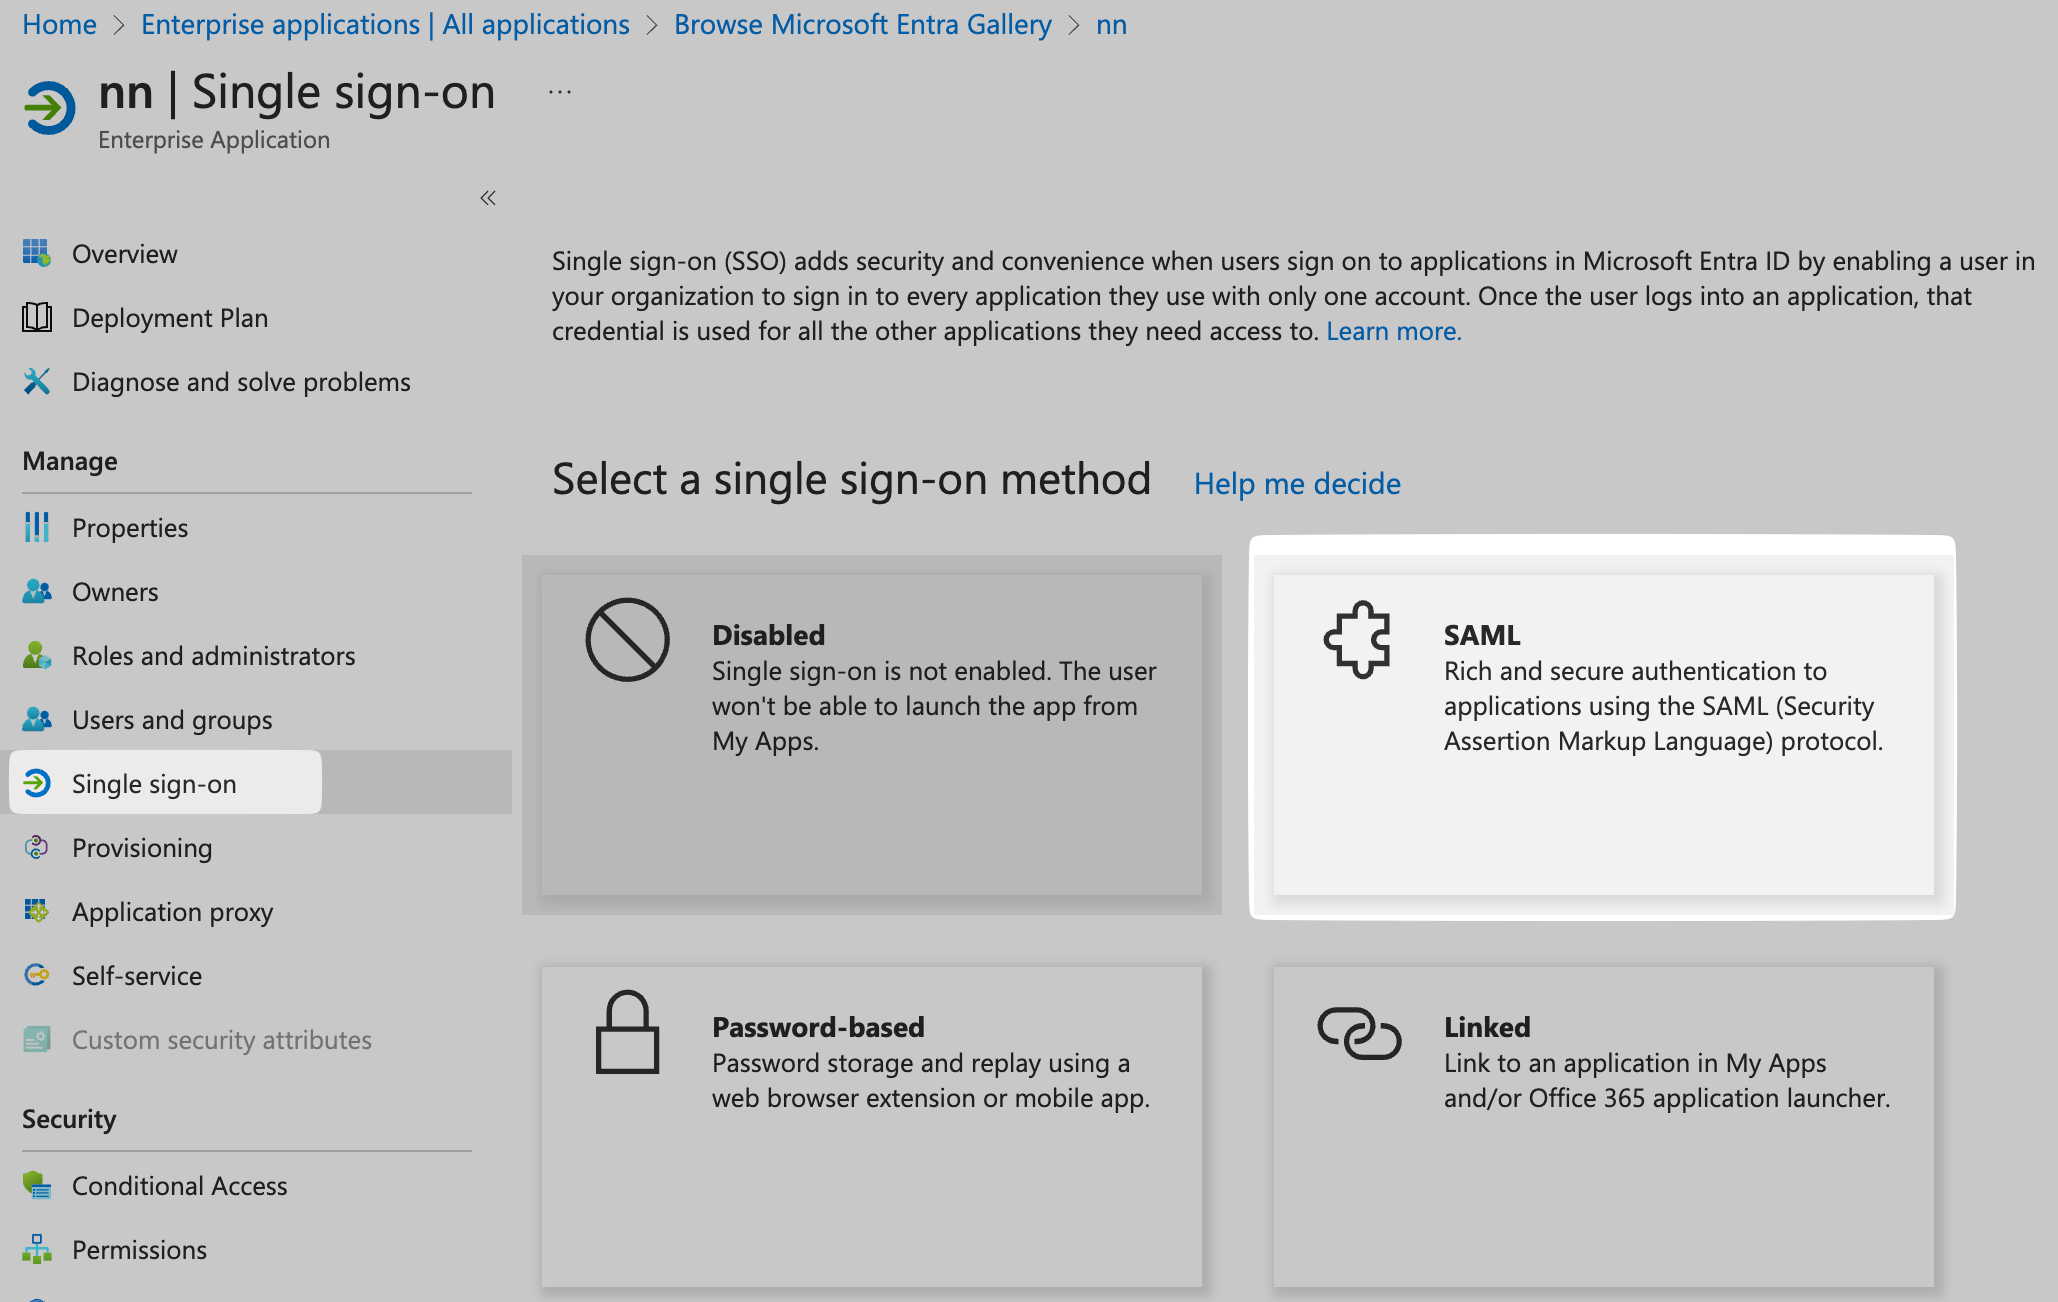 Home > Enterprise applications | All applications > Browse Microsoft Entra Gallery > nn
nn | Single sign-on ...
Enterprise Application
«
Overview
Deployment Plan
Diagnose and solve problems
Manage
Properties
Owners
Roles and administrators
Users and groups
Single sign-on
Provisioning
Application proxy
Self-service
Custom security attributes
Security
Conditional Access
Permissions
Single sign-on (SSO) adds security and convenience when users sign on to applications in Microsoft Entra ID by enabling a user in
your organization to sign in to every application they use with only one account. Once the user logs into an application, that
credential is used for all the other applications they need access to. Learn more.
Select a single sign-on method Help me decide
Disabled
Single sign-on is not enabled. The user
won't be able to launch the app from
My Apps.
SAML
Rich and secure authentication to
applications using the SAML (Security
Assertion Markup Language) protocol.
Password-based
Password storage and replay using a
web browser extension or mobile app.
Linked
Link to an application in My Apps
and/or Office 365 application launcher.